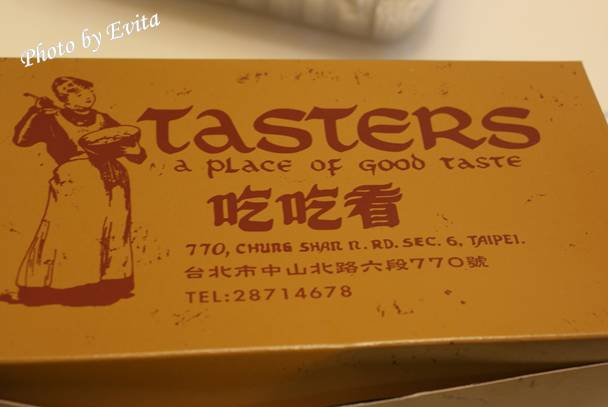 Photo by Evita
TASTERS
A PLACE OF GOOD TASTE
吃吃看
770, CHUNG SHAN N. RD. SEC. 6, TAIPEI.
台北市中山北路六段770號
TEL:28714678